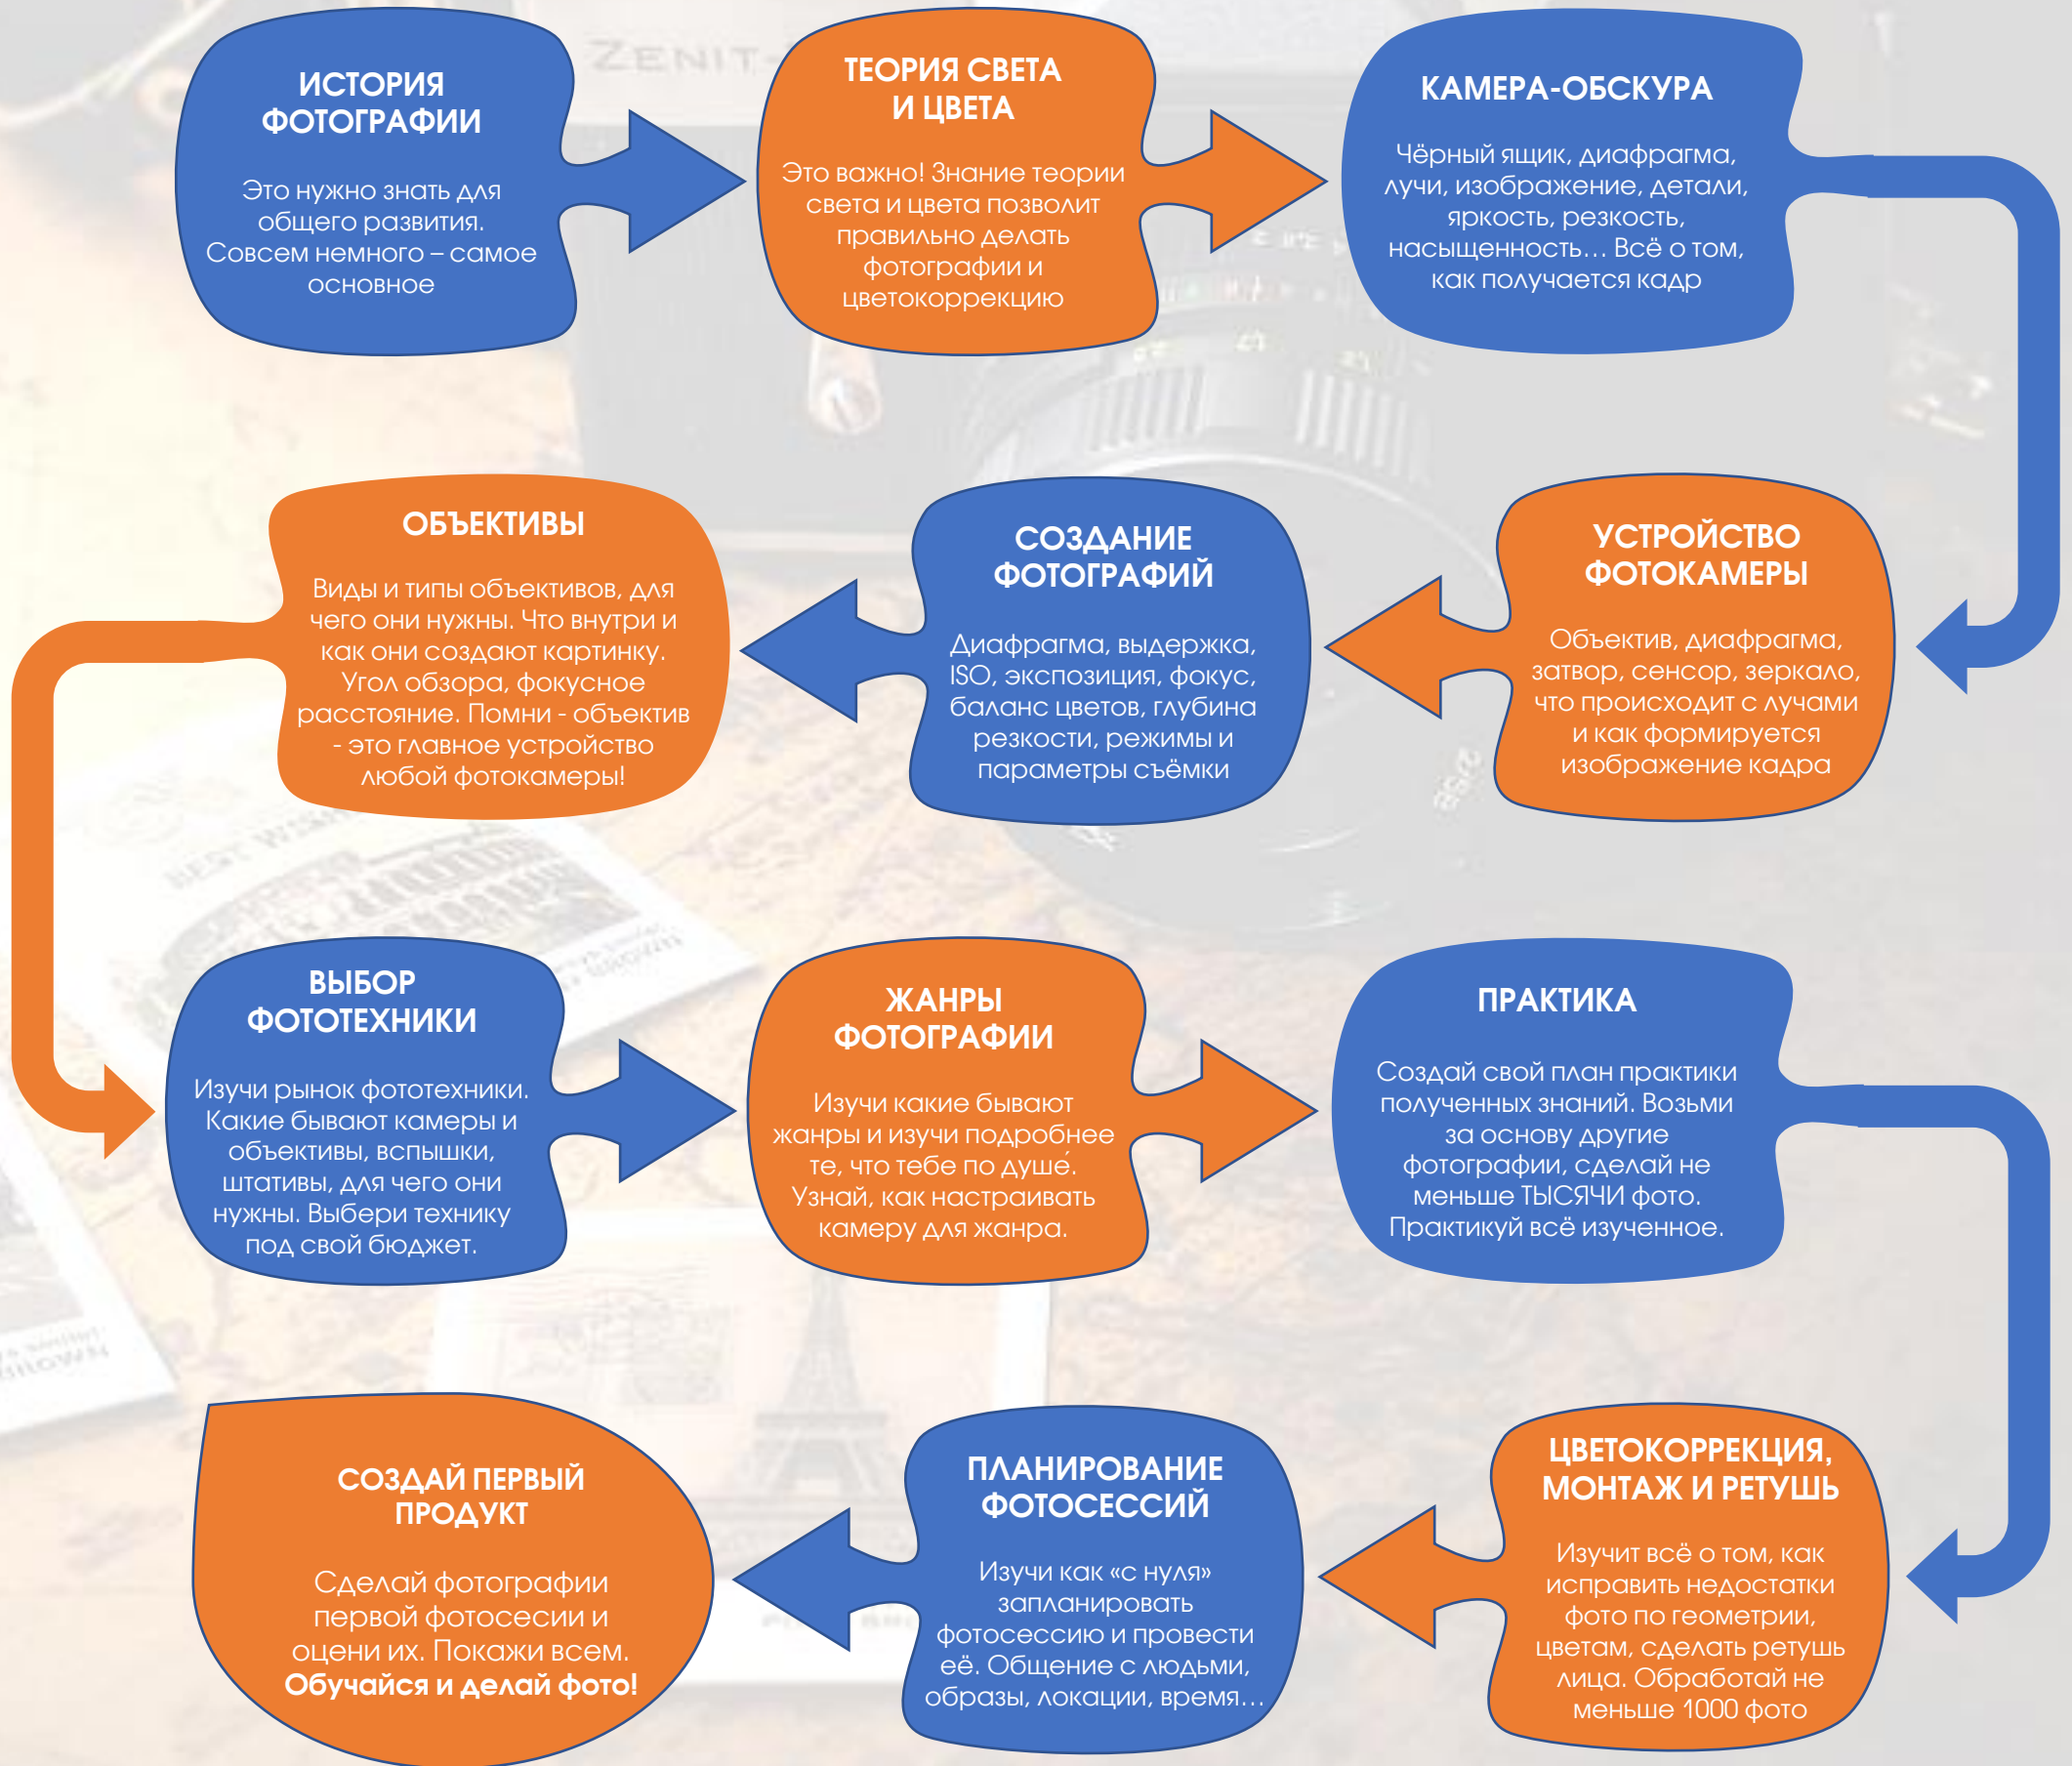 ZENIT-
ИСТОРИЯ
ФОТОГРАФИИ
Это нужно знать для
общего развития.
Совсем немного – самое
основное
ТЕОРИЯ СВЕТА
И ЦВЕТА
Это важно! Знание теории
света и цвета позволит
правильно делать
фотографии и
цветокоррекцию
КАМЕРА-ОБСКУРА
Чёрный ящик, диафрагма,
лучи, изображение, детали,
яркость, резкость,
насыщенность... Всё о том,
как получается кадр
УСТРОЙСТВО
ФОТОКАМЕРЫ
Объектив, диафрагма,
затвор, сенсор, зеркало,
что происходит с лучами
и как формируется
изображение кадра
СОЗДАНИЕ
ФОТОГРАФИЙ
Диафрагма, выдержка,
ISO, экспозиция, фокус,
баланс цветов, глубина
резкости, режимы и
параметры съёмки
ОБЪЕКТИВЫ
Виды и типы объективов, для
чего они нужны. Что внутри и
как они создают картинку.
Угол обзора, фокусное
расстояние. Помни - объектив
- это главное устройство
любой фотокамеры!
ВЫБОР
ФОТОТЕХНИКИ
Изучи рынок фототехники.
Какие бывают камеры и
объективы, вспышки,
штативы, для чего они
нужны. Выбери технику
под свой бюджет.
ЖАНРЫ
ФОТОГРАФИИ
Изучи какие бывают
жанры и изучи подробнее
те, что тебе по душе́.
Узнай, как настраивать
камеру для жанра.
ПРАКТИКА
Создай свой план практики
полученных знаний. Возьми
за основу другие
фотографии, сделай не
меньше ТЫСЯЧИ фото.
Практикуй всё изученное.
ЦВЕТОКОРРЕКЦИЯ,
МОНТАЖ И РЕТУШЬ
Изучит всё о том, как
исправить недостатки
фото по геометрии,
цветам, сделать ретушь
лица. Обработай не
меньше 1000 фото
ПЛАНИРОВАНИЕ
ФОТОСЕССИЙ
Изучи как «с нуля»
запланировать
фотосессию и провести
её. Общение с людьми,
образы, локации, время...
СОЗДАЙ ПЕРВЫЙ
ПРОДУКТ
Сделай фотографии
первой фотосесии и
оцени их. Покажи всем.
Обучайся и делай фото!